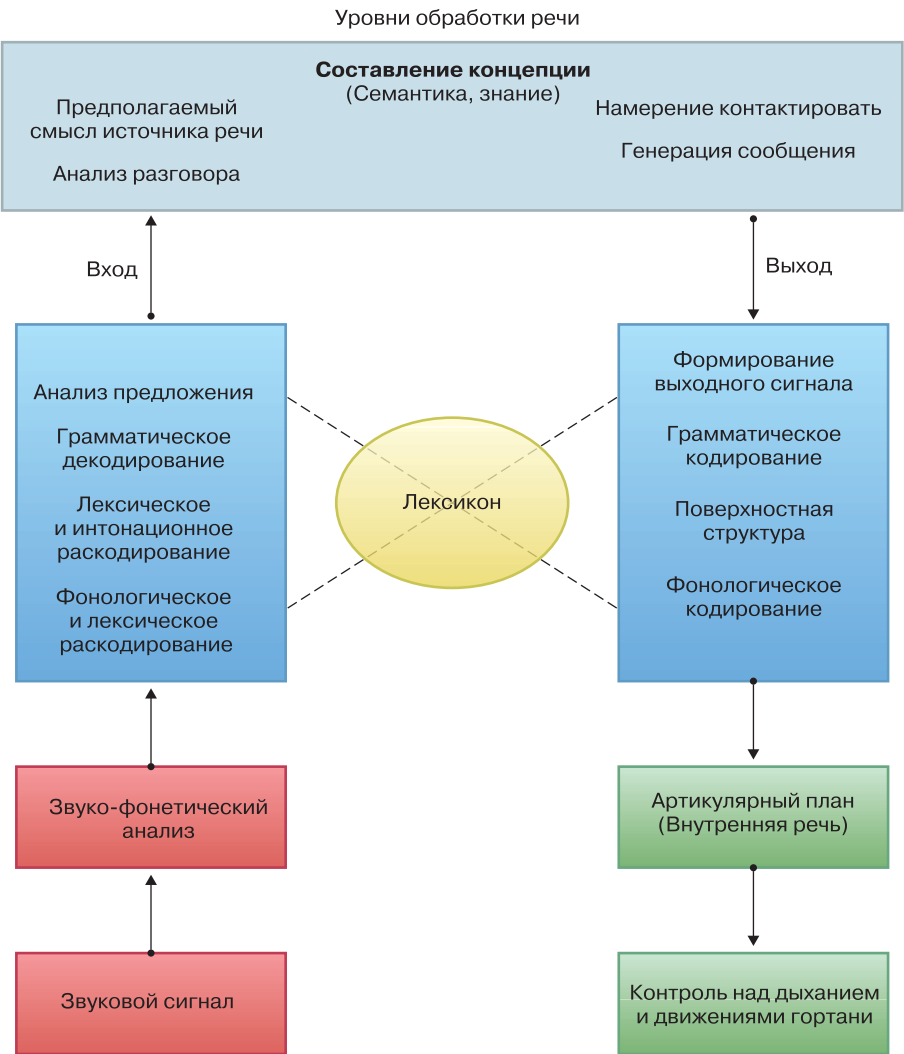 Уровни обработки речи
Составление концепции
(Семантика, знание)
Предполагаемый
смысл источника речи
Анализ разговора
Намерение контактировать
Генерация сообщения
Вход
Выход
Анализ предложения
Грамматическое
декодирование
Лексическое
и интонационное
раскодирование
Фонологическое
и лексическое
раскодирование
Лексикон
Формирование
выходного сигнала
Грамматическое
кодирование
Поверхностная
структура
Фонологическое
кодирование
Звуко-фонетический
анализ
Артикулярный план
(Внутренняя речь)
Звуковой сигнал
Контроль над дыханием
и движениями гортани